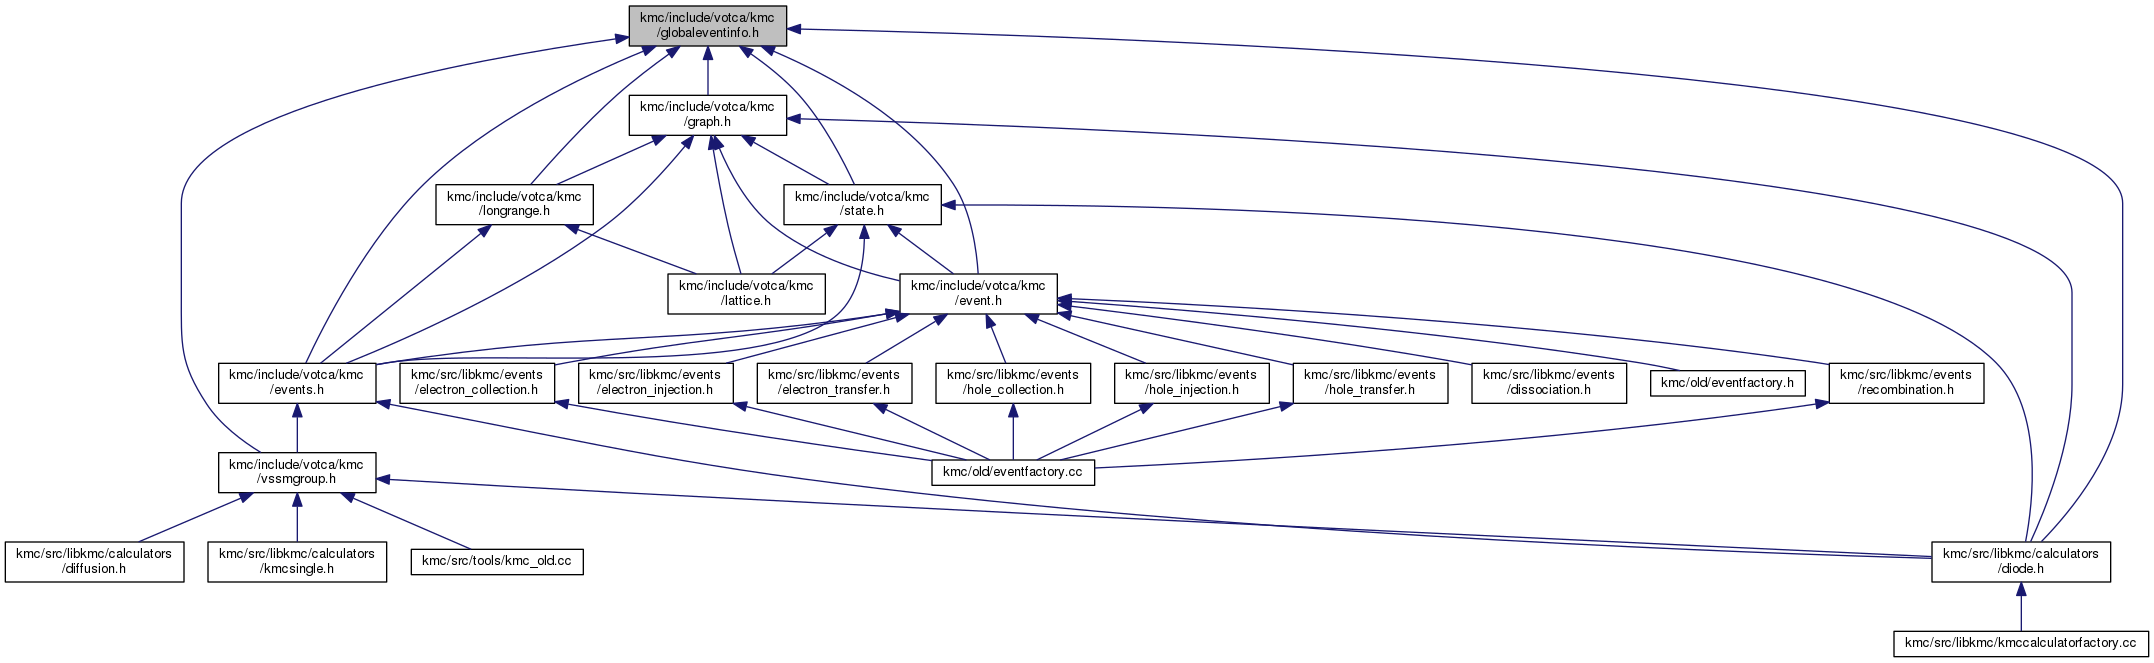 kmc/include/votca/kmc
/globaleventinfo.h
kmc/include/votca/kmc
/graph.h
kmc/include/votca/kmc
/longrange.h
kmc/include/votca/kmc
/state.h
kmc/include/votca/kmc
/lattice.h
kmc/include/votca/kmc
/event.h
kmc/include/votca/kmc
/events.h
kmc/src/libkmc/events
/electron_collection.h
kmc/src/libkmc/events
/electron_injection.h
kmc/src/libkmc/events
/electron_transfer.h
kmc/src/libkmc/events
/hole_collection.h
kmc/src/libkmc/events
/hole_injection.h
kmc/src/libkmc/events
/hole_transfer.h
kmc/src/libkmc/events
/dissociation.h
kmc/old/eventfactory.h
kmc/src/libkmc/events
/recombination.h
kmc/include/votca/kmc
/vssmgroup.h
kmc/old/eventfactory.cc
kmc/src/libkmc/calculators
/diffusion.h
kmc/src/libkmc/calculators
/kmcsingle.h
kmc/src/tools/kmc_old.cc
kmc/src/libkmc/calculators
/diode.h
kmc/src/libkmc/kmccalculatorfactory.cc